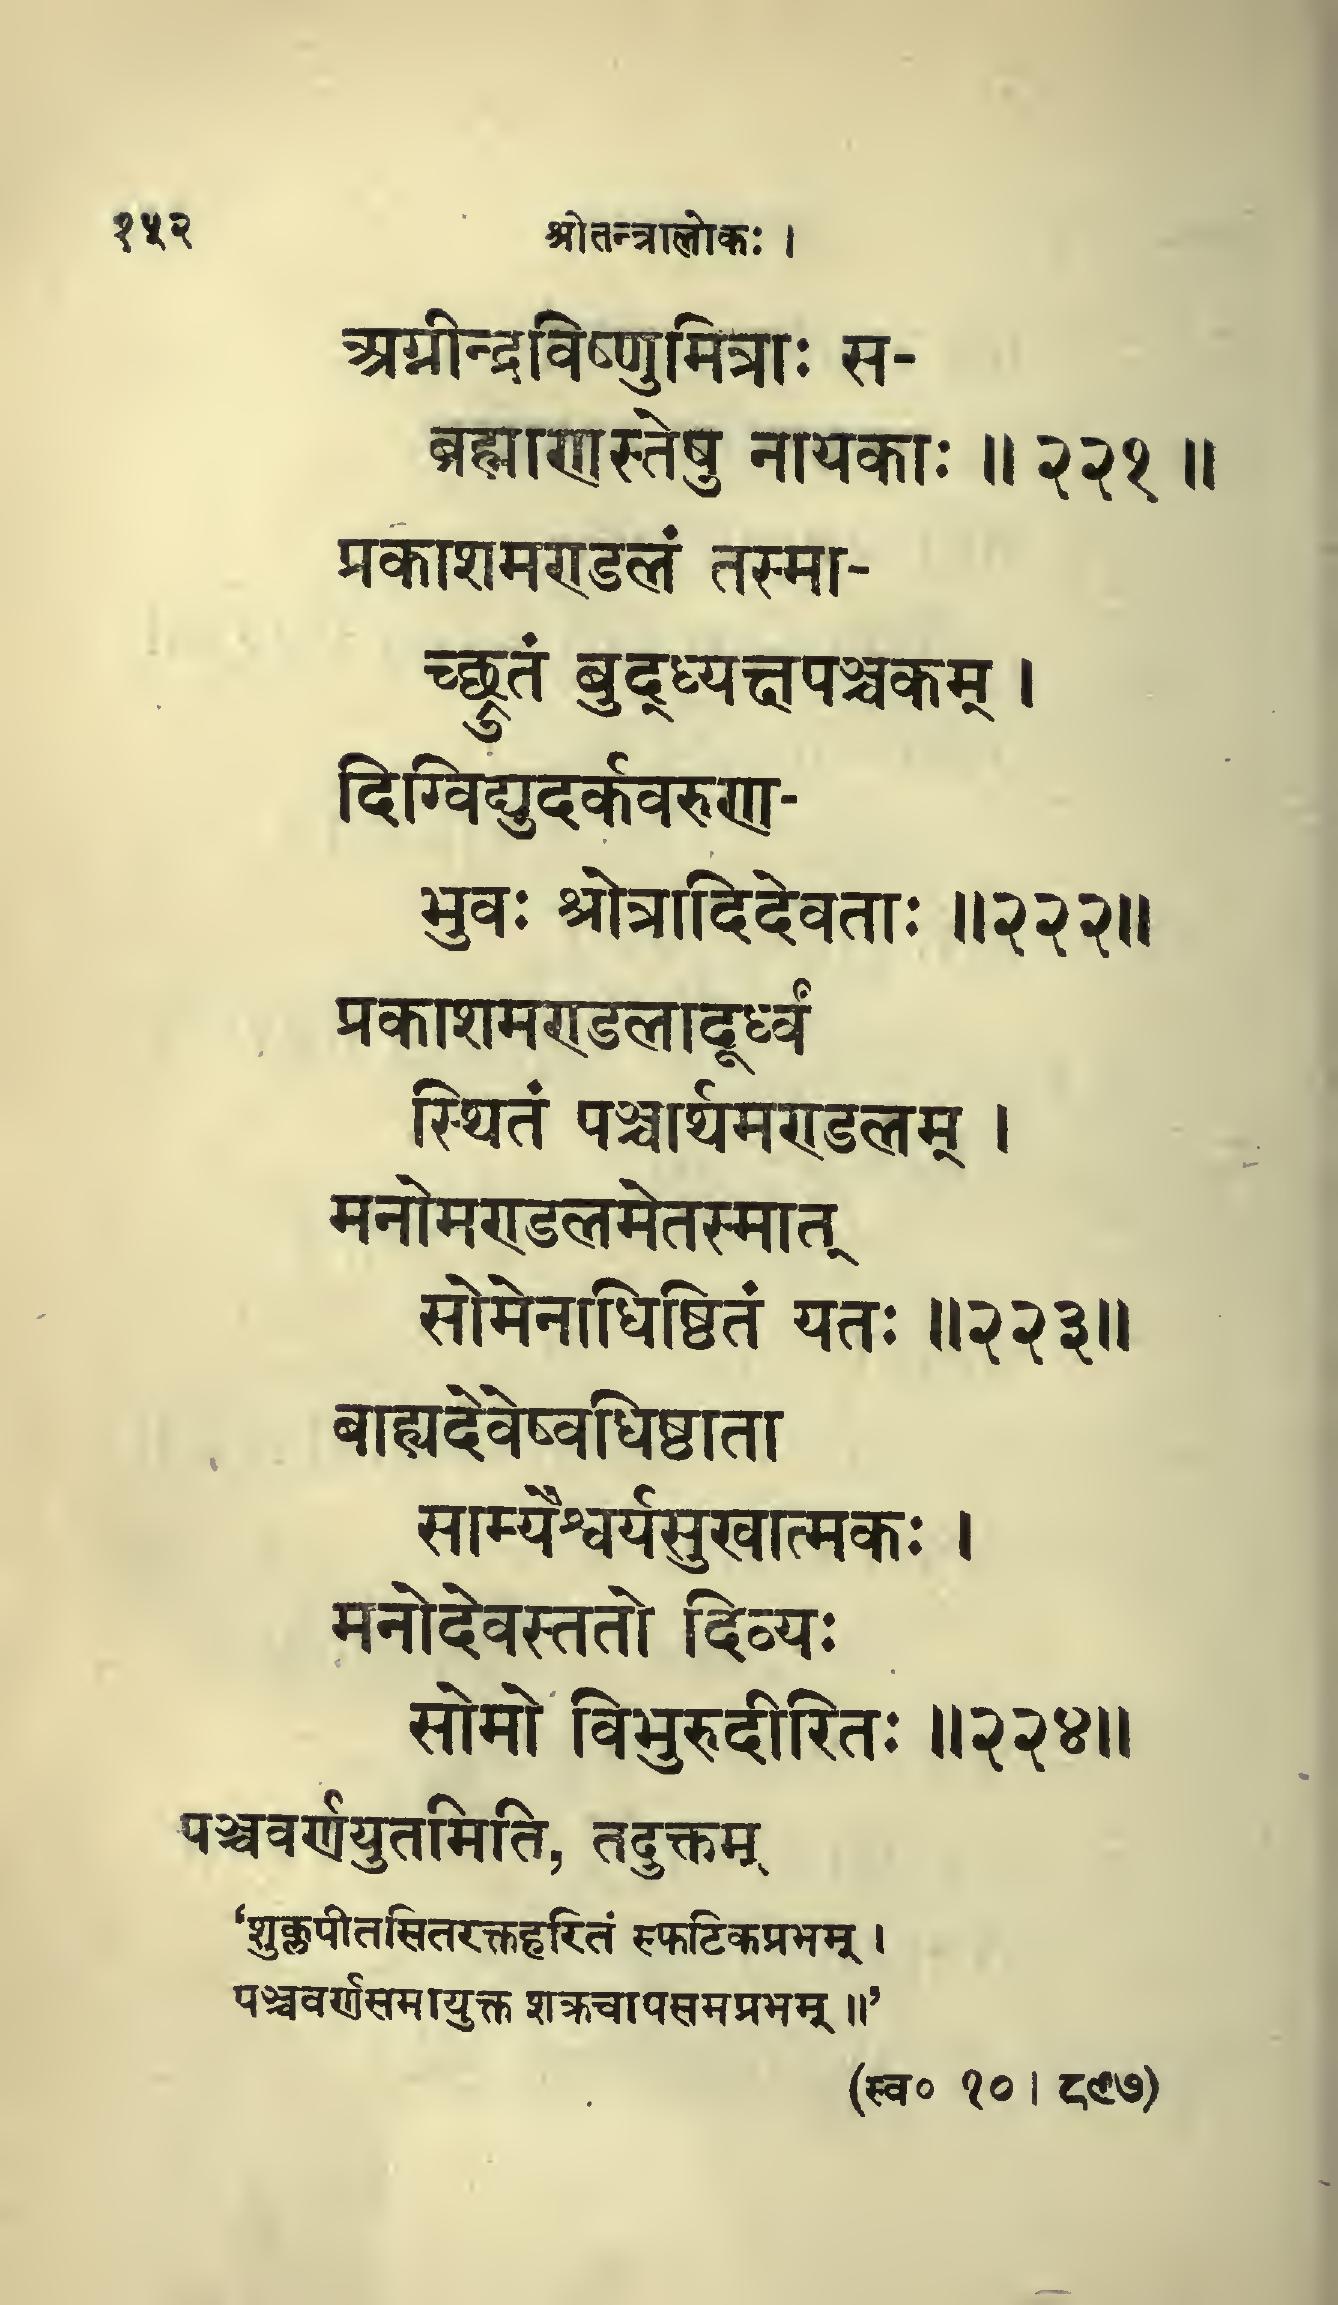 १५२ श्रीतन्त्रालोकः ।
अग्नीन्द्रविष्णुमित्राः स-
ब्रह्माणस्तेषु नायकाः ॥ २२१ ॥
प्रकाशमण्डलं तस्मा-
च्छ्रुतं बुद्ध्यक्षपञ्चकम् ।
दिग्विद्युदर्कवरुण-
भुवः श्रोत्रादिदेवताः ॥२२२॥
प्रकाशमण्डलादूर्ध्वं
स्थितं पञ्चार्थमण्डलम् ।
मनोमण्डलमेतस्मात्
सोमेनाधिष्ठितं यतः ॥२२३॥
बाह्यदेवेष्वधिष्ठाता
साम्यैश्वर्यसुखात्मकः ।
मनोदेवस्ततो दिव्यः
सोमो विभुरुदीरितः ॥२२४॥
पञ्चवर्णयुतमिति, तदुक्तम्
‘शुक्लपीतसितरक्तहरितं स्फटिकप्रभम् ।
पञ्चवर्णसमायुक्त शक्रचापसमप्रभम् ॥’
(स्व० १० । ८९७)